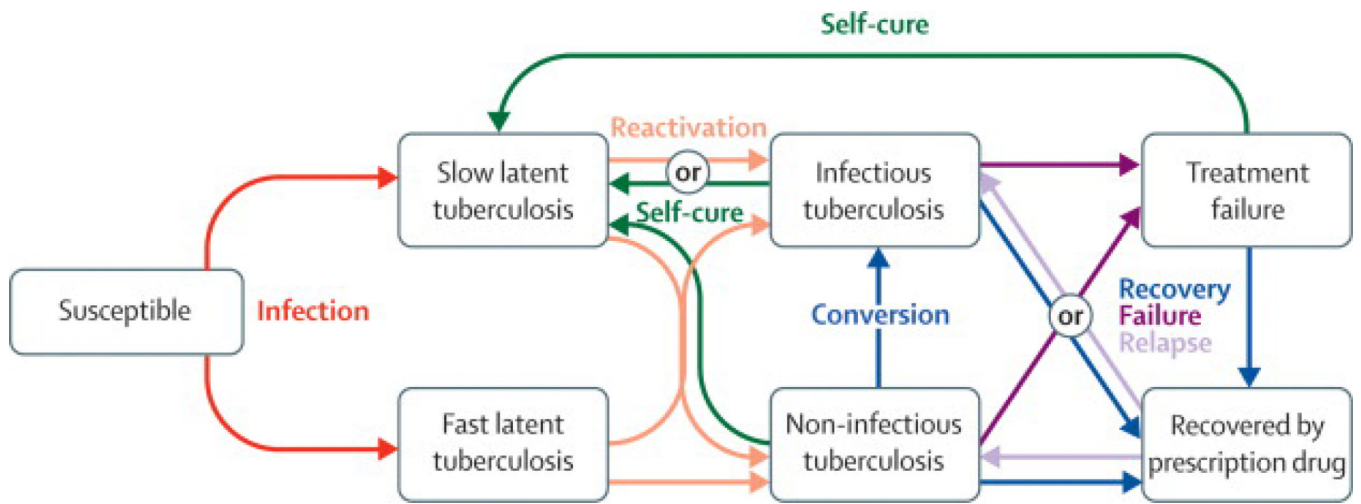 Self-cure
Reactivation
Slow latent
tuberculosis
or
Infectious
tuberculosis
Treatment
failure
Self-cure
Susceptible
Infection
Conversion
or
Recovery
Failure
Relapse
Fast latent
tuberculosis
Non-infectious
tuberculosis
Recovered by
prescription drug